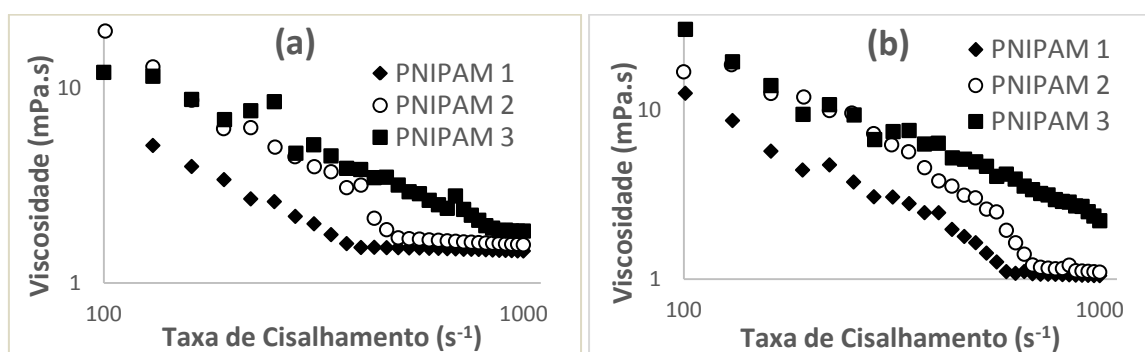 (a)
PNIPAM 1
PNIPAM 2
PNIPAM 3
Viscosidade (mPa.s)
10
1
100
1000
Taxa de Cisalhamento (s⁻¹)
(b)
PNIPAM 1
PNIPAM 2
PNIPAM 3
Viscosidade (mPa.s)
10
1
100
1000
Taxa de Cisalhamento (s⁻¹)